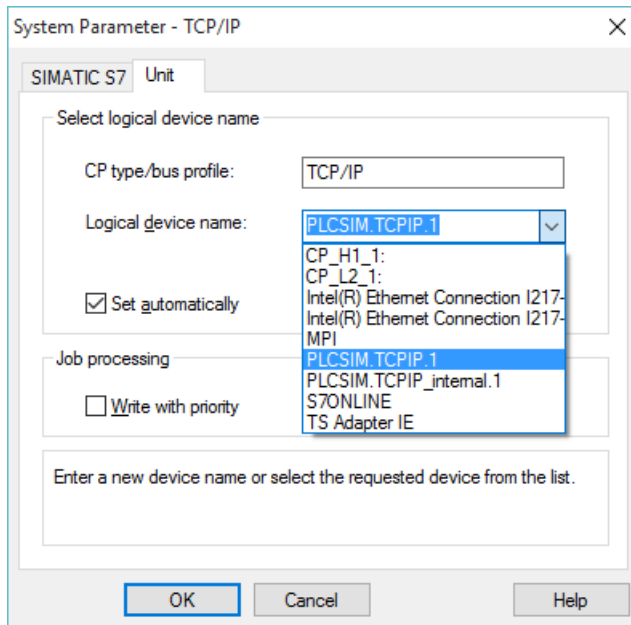 System Parameter - TCP/IP
SIMATIC S7 Unit
Select logical device name
CP type/bus profile: TCP/IP
Logical device name: PLCSIM.TCPIP.1
CP_H1_1:
CP_L2_1:
Set automatically
Intel(R) Ethernet Connection I217-
Intel(R) Ethernet Connection I217-
MPI
Job processing
PLCSIM.TCPIP.1
PLCSIM.TCPIP_internal.1
Write with priority
S7ONLINE
TS Adapter IE
Enter a new device name or select the requested device from the list.
OK Cancel Help